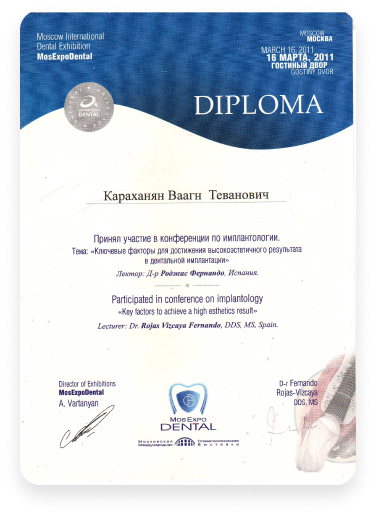 Moscow International
Dental Exhibition
MosExpoDental
MOSCOW
МОСКВА
MARCH 16, 2011
16 МАРТА, 2011
ГОСТИНЫЙ ДВОР
GOSTINY DVOR
DENTAL
DIPLOMA
Караханян Ваагн Теванович
Принял участие в конференции по имплантологии.
Тема: «Ключевые факторы для достижения высокоэстетичного результата
в дентальной имплантации»
Лектор: Д-р Роджас Фернандо, Испания.
Participated in conference on implantology
«Key factors to achieve a high esthetics result»
Lecturer: Dr. Rojas Vizcaya Fernando, DDS, MS, Spain.
Director of Exhibitions
MosExpoDental
A. Vartanyan
D-r Fernando
Rojas-Vizcaya
DDS, MS
MosExpo
DENTAL
Московская Стоматологическая
Международная Выставка